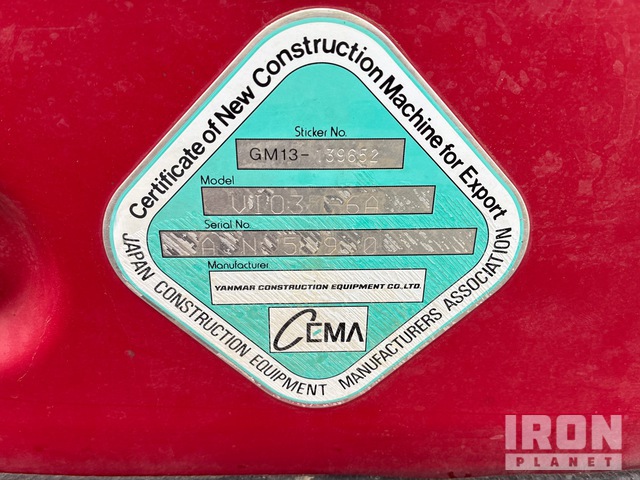 Certificate of New Construction Machine for Export
Sticker No.
GM13-139652
Model
Serial No.
Manufacturer
YANMAR CONSTRUCTION EQUIPMENT CO., LTD.
CEMA
JAPAN CONSTRUCTION EQUIPMENT MANUFACTURERS ASSOCIATION
IRON
PLANET